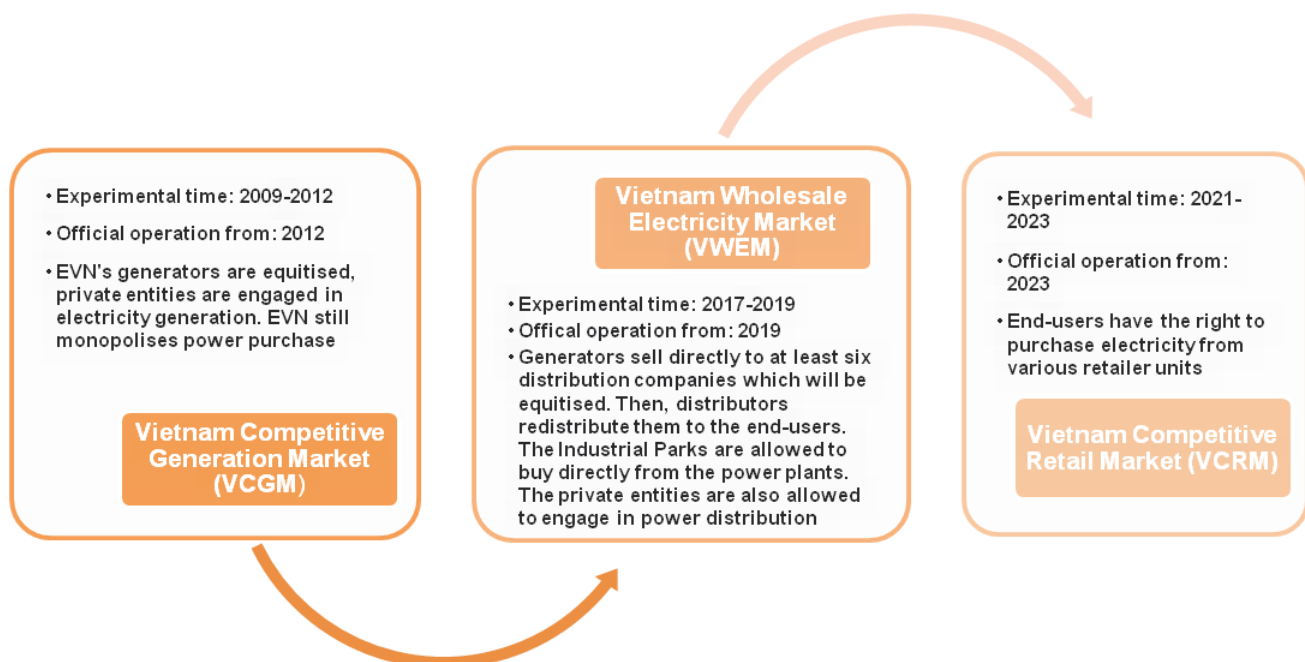 • Experimental time: 2009-2012
• Official operation from: 2012
• EVN's generators are equitised,
private entities are engaged in
electricity generation. EVN still
monopolises power purchase
Vietnam Competitive
Generation Market
(VCGM)
Vietnam Wholesale
Electricity Market
(VWEM)
• Experimental time: 2017-2019
• Offical operation from: 2019
• Generators sell directly to at least six
distribution companies which will be
equitised. Then, distributors
redistribute them to the end-users.
The Industrial Parks are allowed to
buy directly from the power plants.
The private entities are also allowed
to engage in power distribution
• Experimental time: 2021-
2023
• Official operation from:
2023
• End-users have the right to
purchase electricity from
various retailer units
Vietnam Competitive
Retail Market (VCRM)